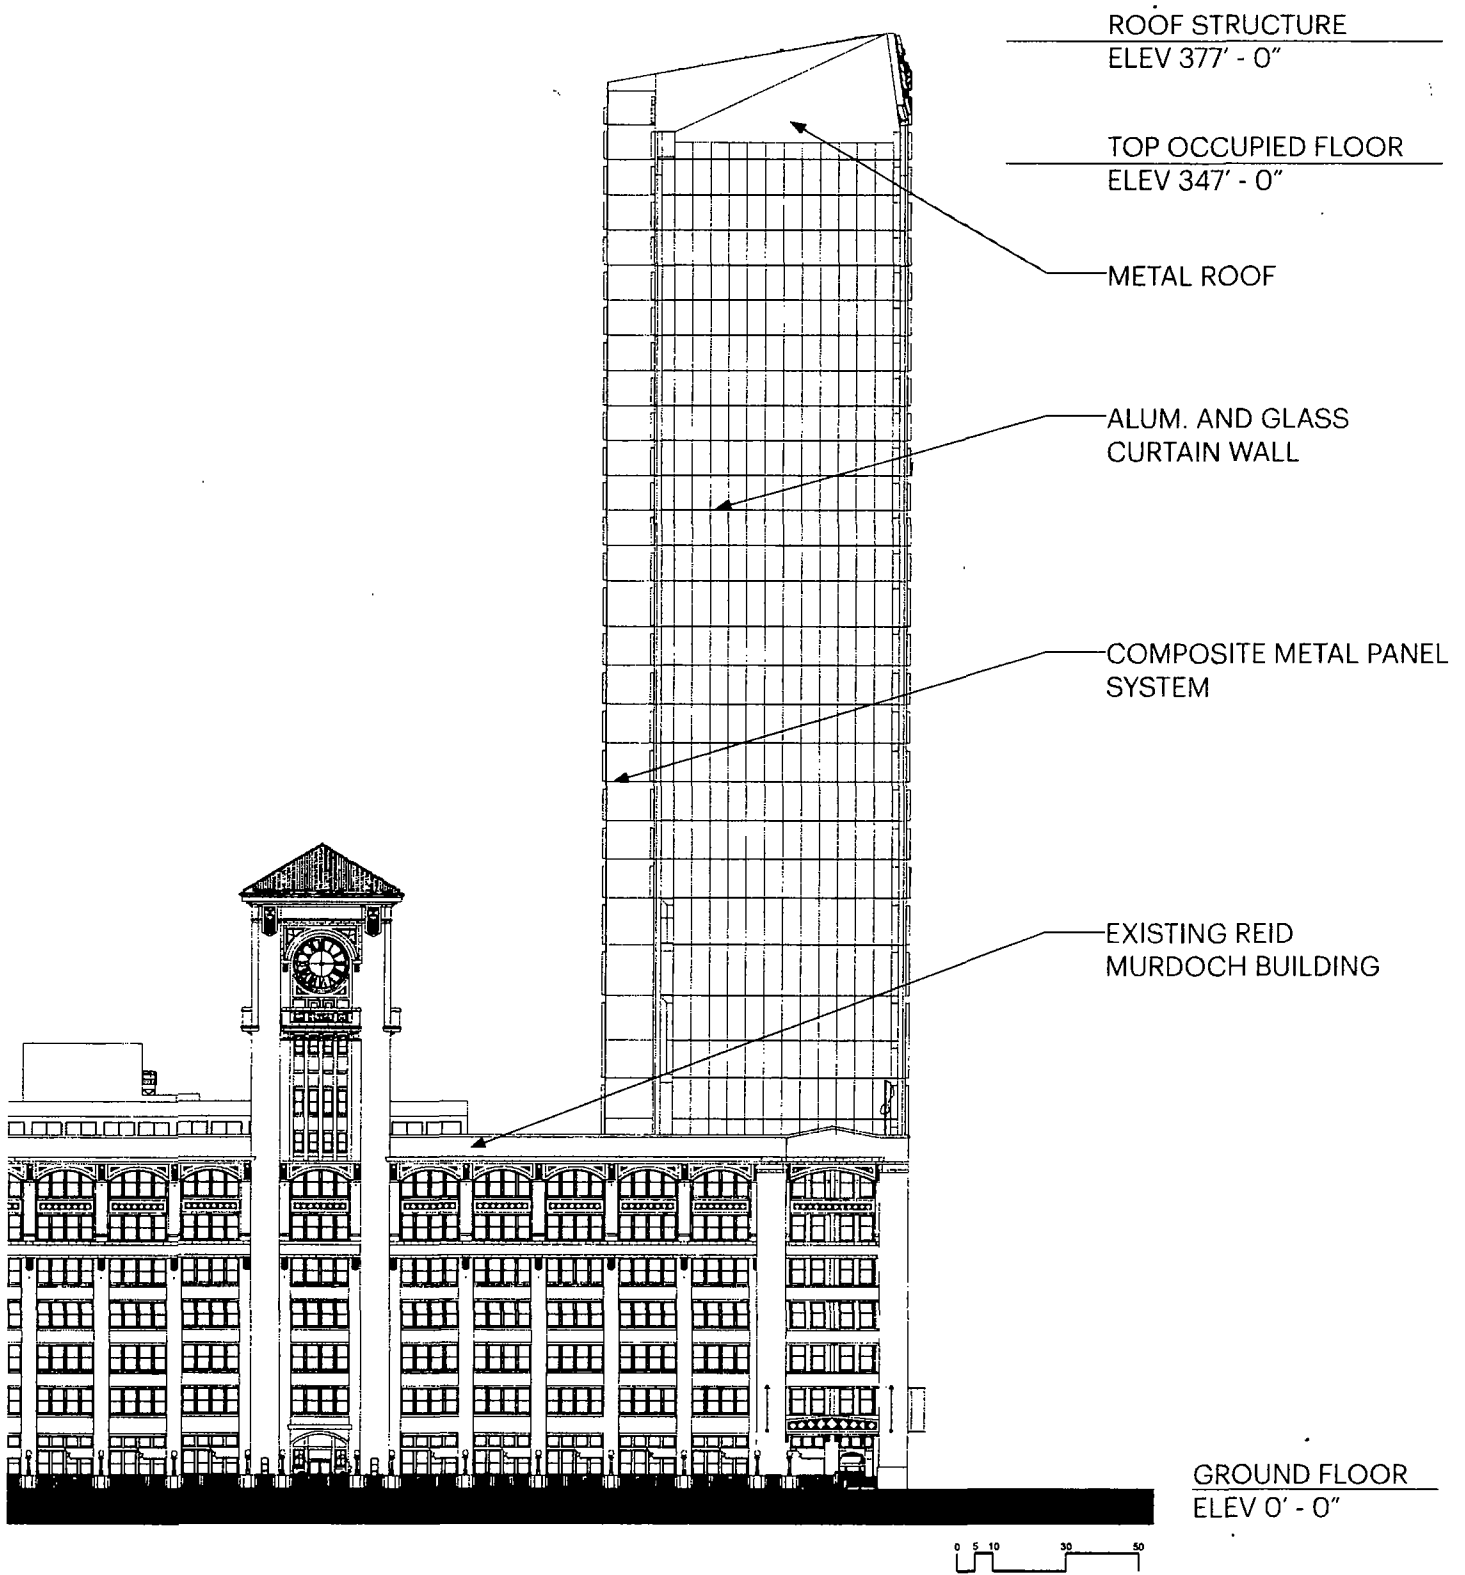 ROOF STRUCTURE
ELEV 377' - 0"
TOP OCCUPIED FLOOR
ELEV 347' - 0"
METAL ROOF
ALUM. AND GLASS
CURTAIN WALL
COMPOSITE METAL PANEL
SYSTEM
EXISTING REID
MURDOCH BUILDING
GROUND FLOOR
ELEV 0' - 0"
0 5 10 30 50